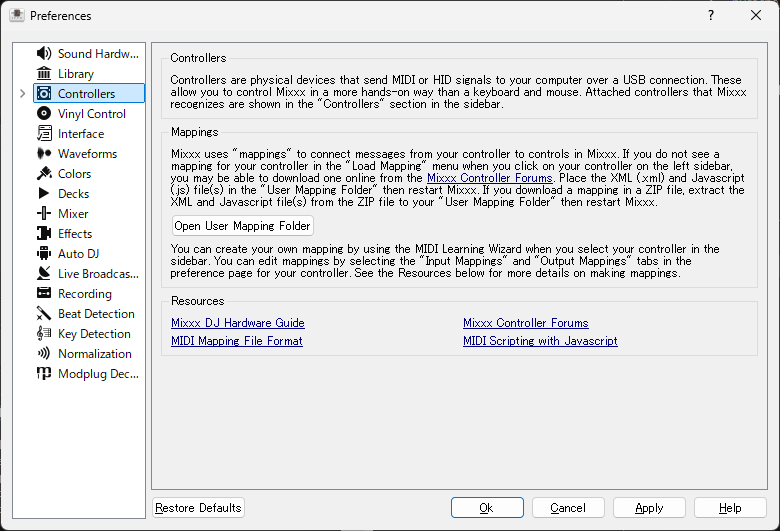 Preferences
?
Sound Hardw...
Library
Controllers
Vinyl Control
Interface
Waveforms
Colors
Decks
Mixer
Effects
Auto DJ
Live Broadcas...
Recording
Beat Detection
Key Detection
Normalization
Modplug Dec...
Controllers
Controllers are physical devices that send MIDI or HID signals to your computer over a USB connection. These
allow you to control Mixxx in a more hands-on way than a keyboard and mouse. Attached controllers that Mixxx
recognizes are shown in the "Controllers" section in the sidebar.
Mappings
Mixxx uses "mappings" to connect messages from your controller to controls in Mixxx. If you do not see a
mapping for your controller in the "Load Mapping" menu when you click on your controller on the left sidebar,
you may be able to download one online from the Mixxx Controller Forums. Place the XML (.xml) and Javascript
(.js) file(s) in the "User Mapping Folder" then restart Mixxx. If you download a mapping in a ZIP file, extract the
XML and Javascript file(s) from the ZIP file to your "User Mapping Folder" then restart Mixxx.
Open User Mapping Folder
You can create your own mapping by using the MIDI Learning Wizard when you select your controller in the
sidebar. You can edit mappings by selecting the "Input Mappings" and "Output Mappings" tabs in the
preference page for your controller. See the Resources below for more details on making mappings.
Resources
Mixxx DJ Hardware Guide
Mixxx Controller Forums
MIDI Mapping File Format
MIDI Scripting with Javascript
Restore Defaults
Ok
Cancel
Apply
Help